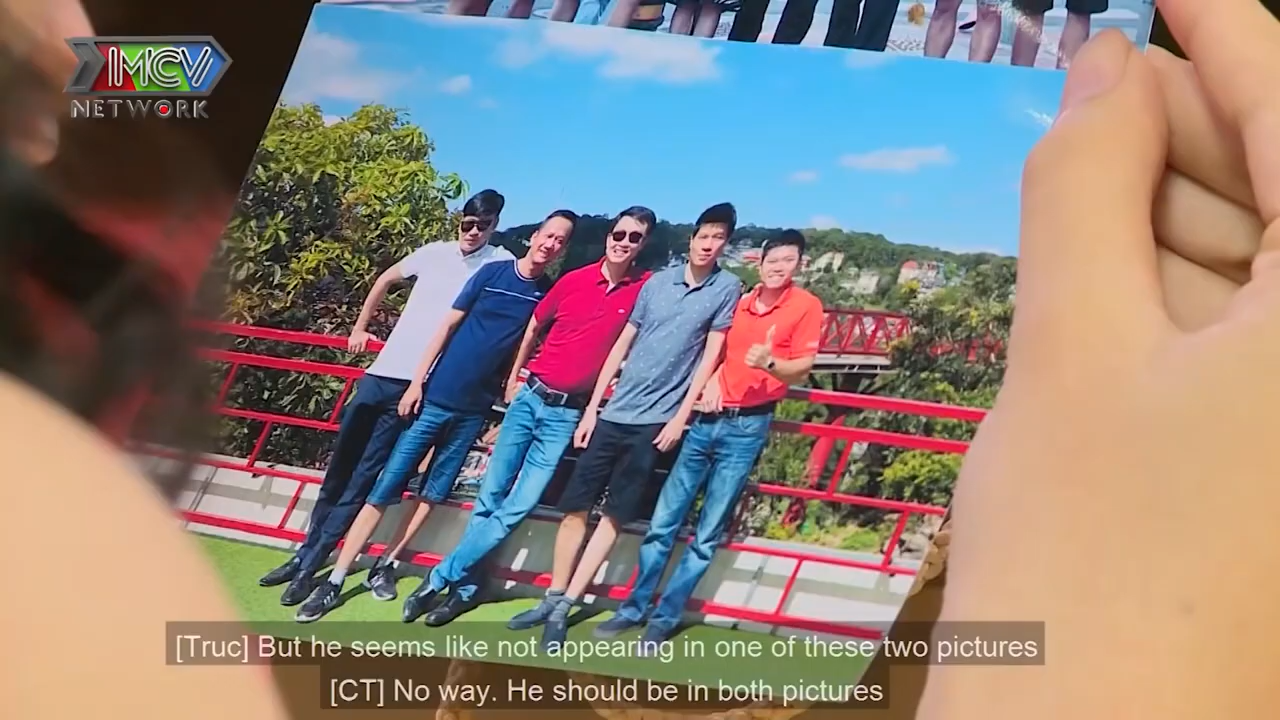 MCV
NETWORK
[Truc] But he seems like not appearing in one of these two pictures
[CT] No way. He should be in both pictures